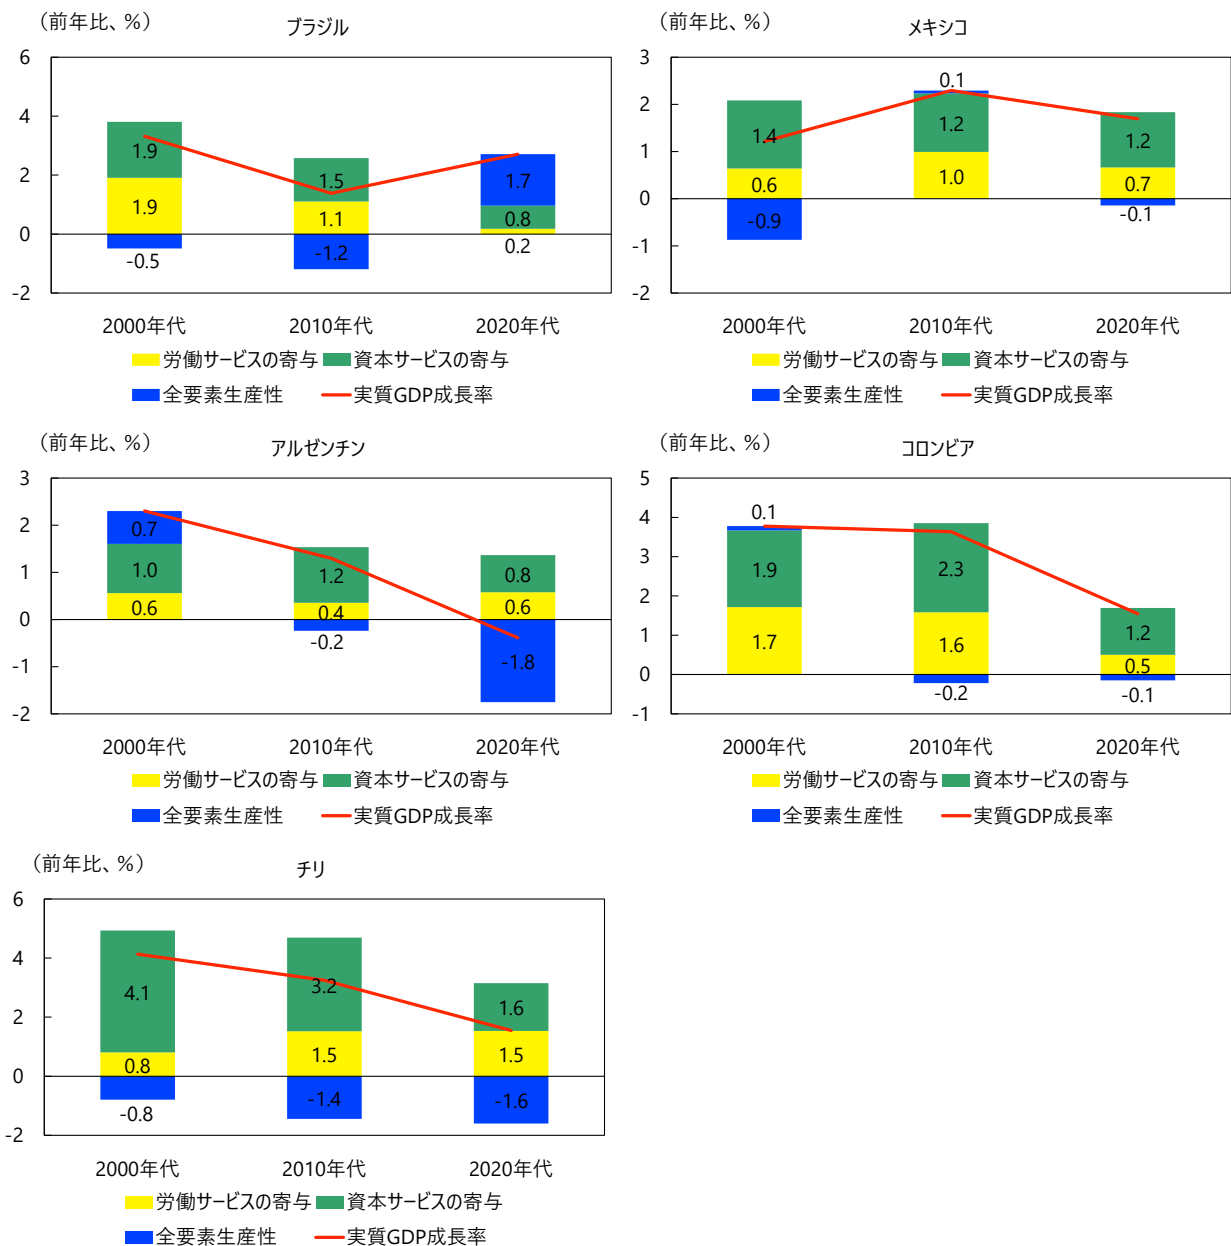 （前年比、%）
ブラジル
6
4
2
0
-2
1.9
1.9
-0.5
1.5
1.1
-1.2
1.7
0.8
0.2
2000年代
2010年代
2020年代
労働サービスの寄与
資本サービスの寄与
全要素生産性
実質GDP成長率
（前年比、%）
メキシコ
3
2
1
0
-1
-2
1.4
0.6
-0.9
0.1
1.2
1.0
1.2
0.7
-0.1
2000年代
2010年代
2020年代
労働サービスの寄与
資本サービスの寄与
全要素生産性
実質GDP成長率
（前年比、%）
アルゼンチン
3
2
1
0
-1
-2
0.7
1.0
0.6
1.2
0.4
-0.2
0.8
0.6
-1.8
2000年代
2010年代
2020年代
労働サービスの寄与
資本サービスの寄与
全要素生産性
実質GDP成長率
（前年比、%）
コロンビア
5
4
3
2
1
0
-1
0.1
1.9
1.7
2.3
1.6
-0.2
1.2
0.5
-0.1
2000年代
2010年代
2020年代
労働サービスの寄与
資本サービスの寄与
全要素生産性
実質GDP成長率
（前年比、%）
チリ
6
4
2
0
-2
4.1
0.8
-0.8
3.2
1.5
-1.4
1.6
1.5
-1.6
2000年代
2010年代
2020年代
労働サービスの寄与
資本サービスの寄与
全要素生産性
実質GDP成長率